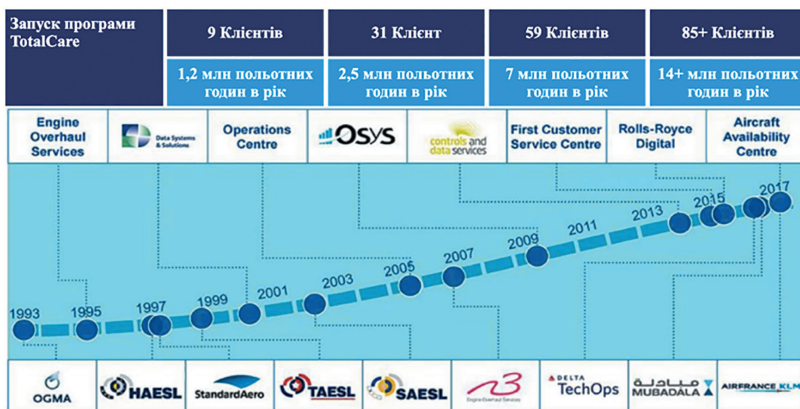 Запуск програми
TotalCare
9 Клієнтів
31 Клієнт
59 Клієнтів
85+ Клієнтів
1,2 млн польотних
годин в рік
2,5 млн польотних
годин в рік
7 млн польотних
годин в рік
14+ млн польотних
годин в рік
Engine
Overhaul
Services
Data Systems
& Solutions
Operations
Centre
Osys
controls and
data services
First Customer
Service Centre
Rolls-Royce
Digital
Aircraft
Availability
Centre
1993
1995
1997
1999
2001
2003
2005
2007
2009
2011
2013
2015
2017
OGMA
HAESL
StandardAero
TAESL
SAESL
N3
Engine Overhaul Services
DELTA
TechOps
مبادلة
MUBADALA
AIRFRANCE KLM